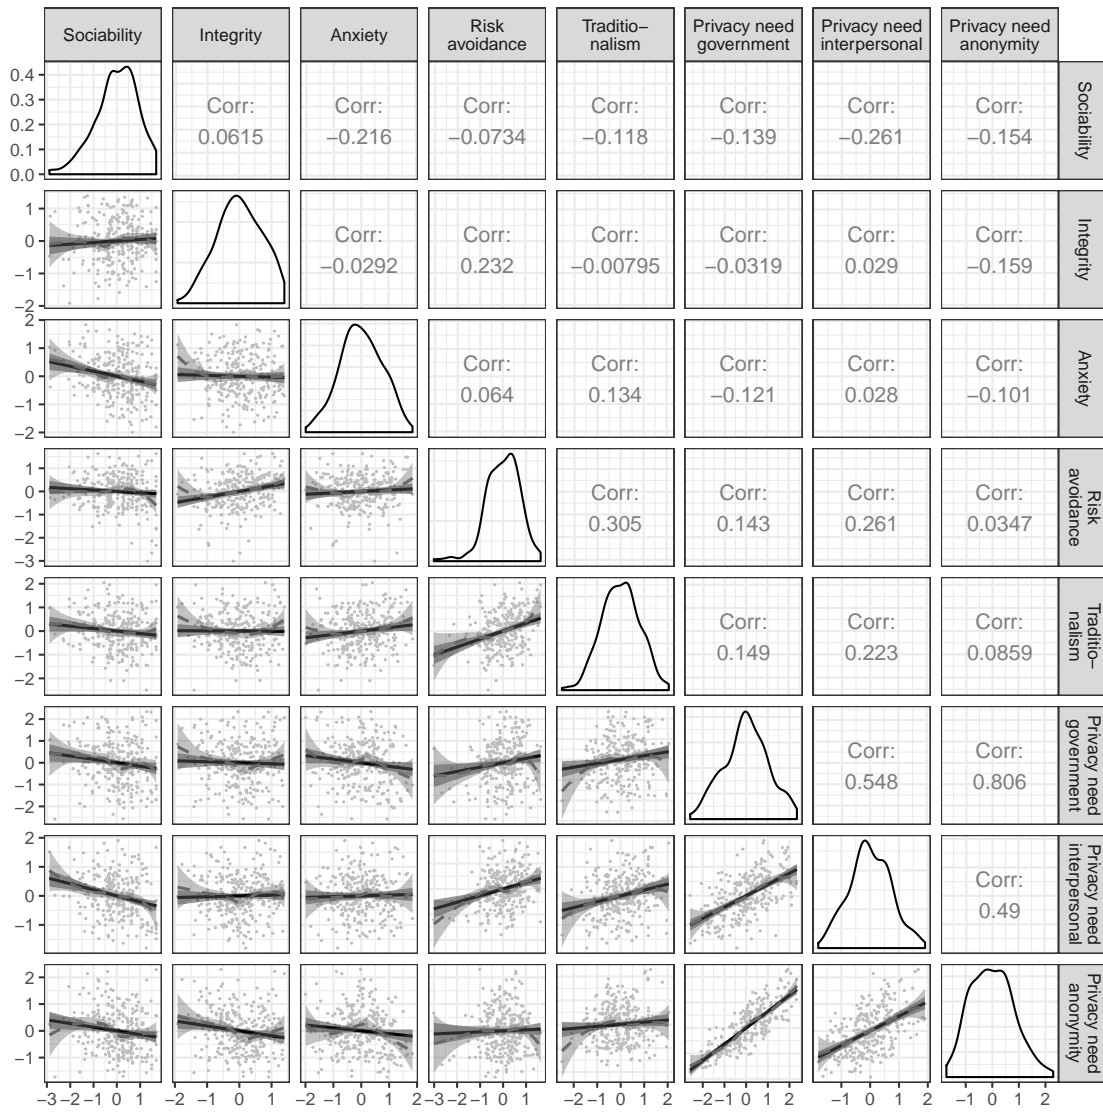 Sociability
Integrity
Anxiety
Risk
avoidance
Traditio−
nalism
Privacy need
government
Privacy need
interpersonal
Privacy need
anonymity
0.4
0.3
0.2
0.1
0.0
Corr:
0.0615
Corr:
−0.216
Corr:
−0.0734
Corr:
−0.118
Corr:
−0.139
Corr:
−0.261
Corr:
−0.154
Sociability
1
0
−1
−2
Corr:
−0.0292
Corr:
0.232
Corr:
−0.00795
Corr:
−0.0319
Corr:
0.029
Corr:
−0.159
Integrity
2
1
0
−1
−2
Corr:
0.064
Corr:
0.134
Corr:
−0.121
Corr:
0.028
Corr:
−0.101
Anxiety
1
0
−1
−2
−3
Corr:
0.305
Corr:
0.143
Corr:
0.261
Corr:
0.0347
Risk
avoidance
2
1
0
−1
−2
Corr:
0.149
Corr:
0.223
Corr:
0.0859
Traditio−
nalism
2
1
0
−1
−2
Corr:
0.548
Corr:
0.806
Privacy need
government
2
1
0
−1
Corr:
0.49
Privacy need
interpersonal
2
1
0
−1
Privacy need
anonymity
−3 −2 −1 0 1
−2 −1 0 1
−2 −1 0 1 2
−3 −2 −1 0 1
−2 −1 0 1 2
−2 −1 0 1 2
−1 0 1 2
−1 0 1 2